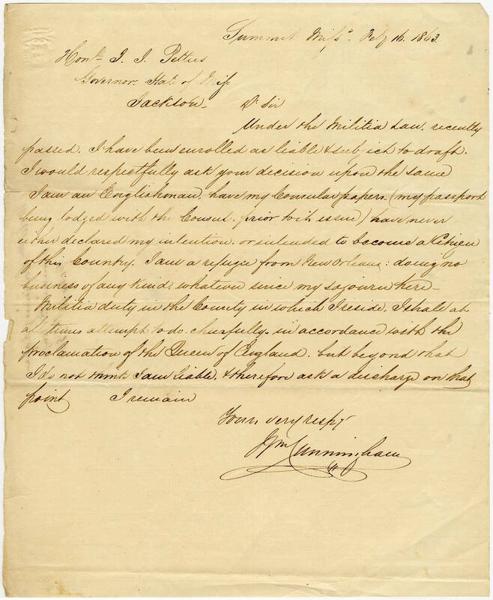 Summit Miss. Feby 16. 1863.
Honble J. J. Pettus
Governor. State of Miss
Jackson. Dr Sir
Under the Militia Law, recently
passed. I have been enrolled as liable & subject to draft.
I would respectfully ask your decision upon the same
I am an Englishman. have my Consular papers. (my passport
being lodged with the Consul. prior to its issue) have never
either declared my intention. or intended to become a Citizen
of this Country. I am a refugee from New Orleans: doing no
business of any kind, whatever since my sojourn here.
Militia duty in the County in which I reside. I shall at
all times attempt to do. cheerfully. in accordance with the
proclamation of the Queen of England. but beyond that
I do not think I am liable. & therefore ask a discharge on that
point I remain
Yours very respy
Cunningham